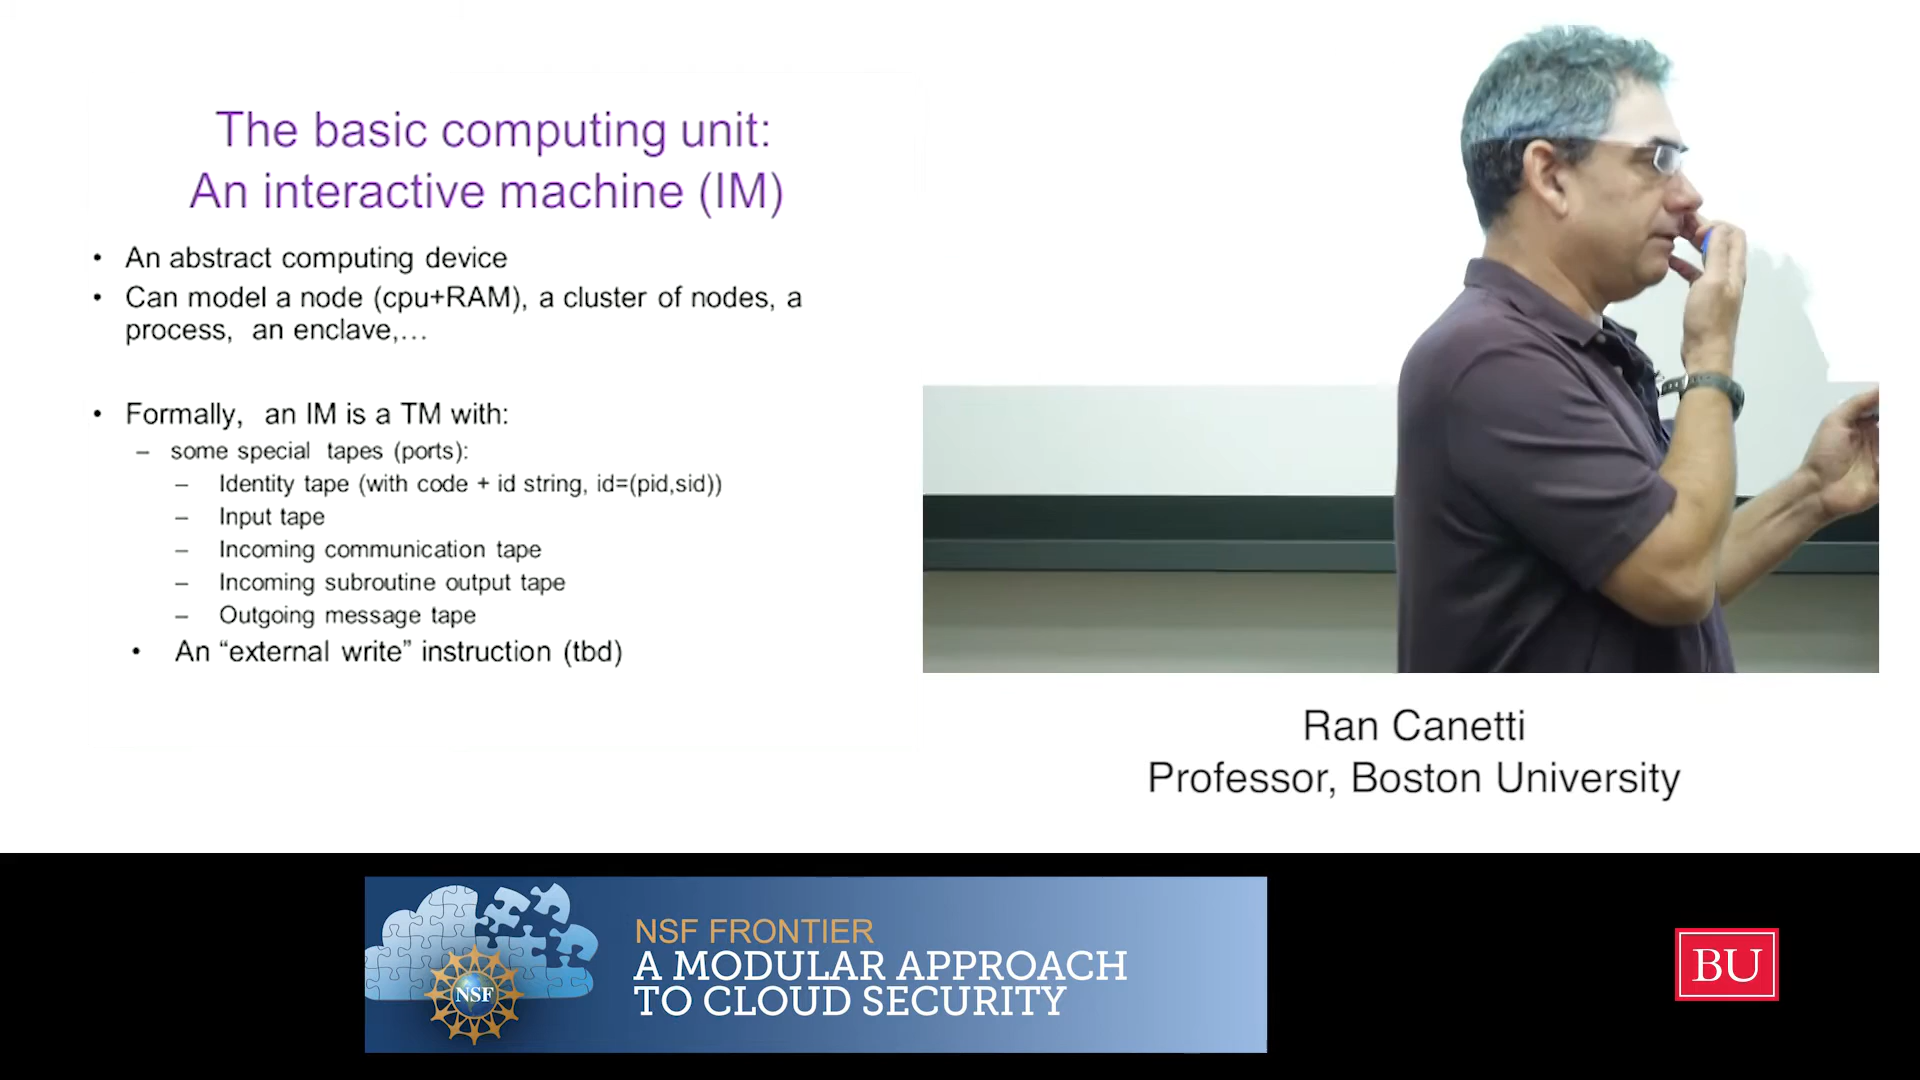 The basic computing unit:
An interactive machine (IM)
• An abstract computing device
• Can model a node (cpu+RAM), a cluster of nodes, a
process, an enclave,...
• Formally, an IM is a TM with:
– some special tapes (ports):
– Identity tape (with code + id string, id=(pid,sid))
– Input tape
– Incoming communication tape
– Incoming subroutine output tape
– Outgoing message tape
• An “external write” instruction (tbd)
Ran Canetti
Professor, Boston University
NSF
NSF FRONTIER
A MODULAR APPROACH
TO CLOUD SECURITY
BU